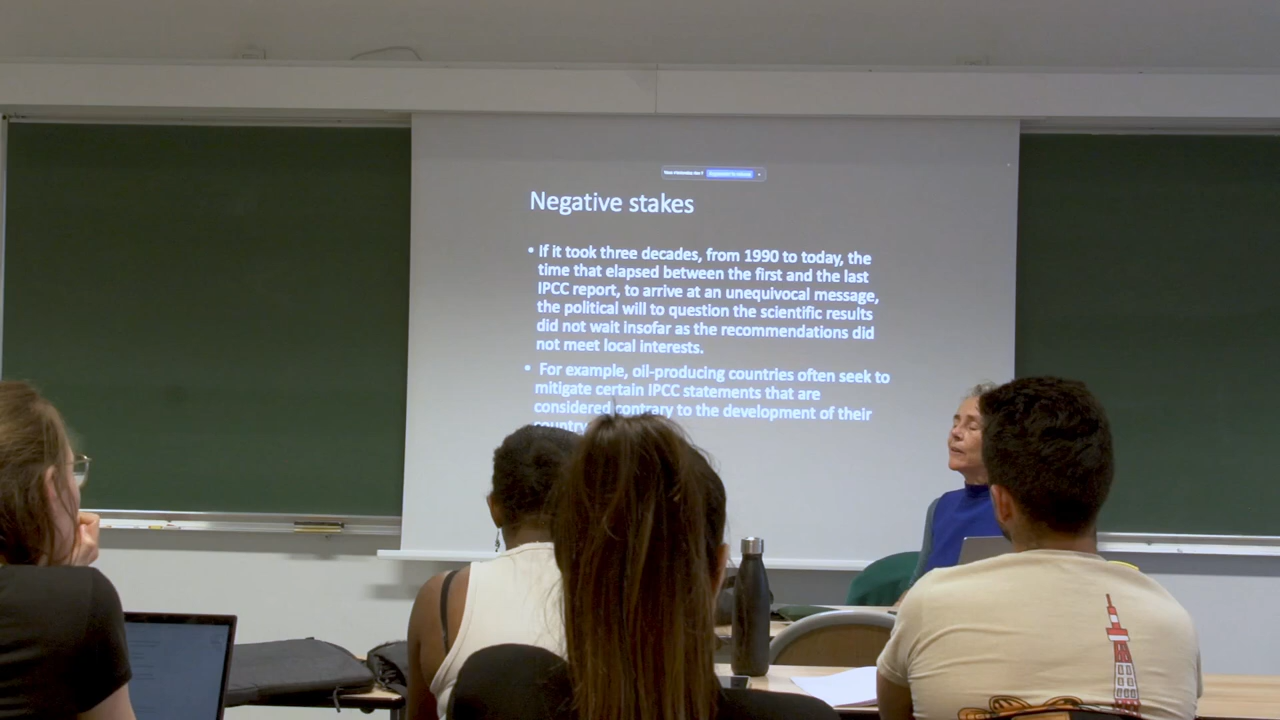 Negative stakes
• If it took three decades, from 1990 to today, the
time that elapsed between the first and the last
IPCC report, to arrive at an unequivocal message,
the political will to question the scientific results
did not wait insofar as the recommendations did
not meet local interests.
• For example, oil-producing countries often seek to
mitigate certain IPCC statements that are
considered contrary to the development of their
country